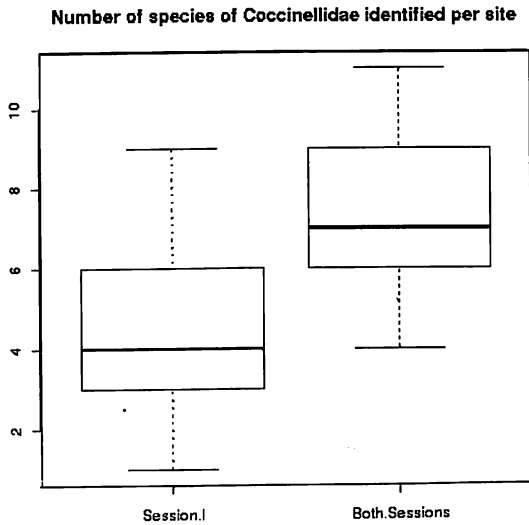 Number of species of Coccinellidae identified per site
10
8
6
4
2
Session.I
Both.Sessions